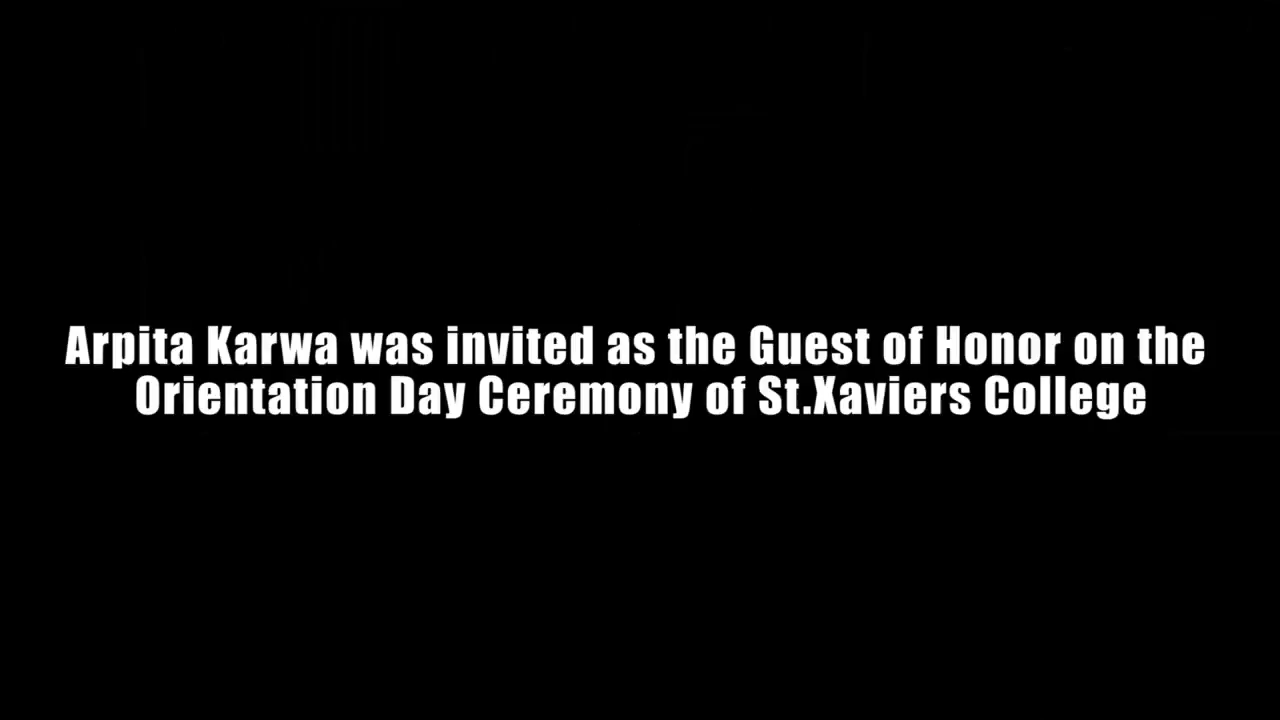 Arpita Karwa was invited as the Guest of Honor on the
Orientation Day Ceremony of St.Xaviers College